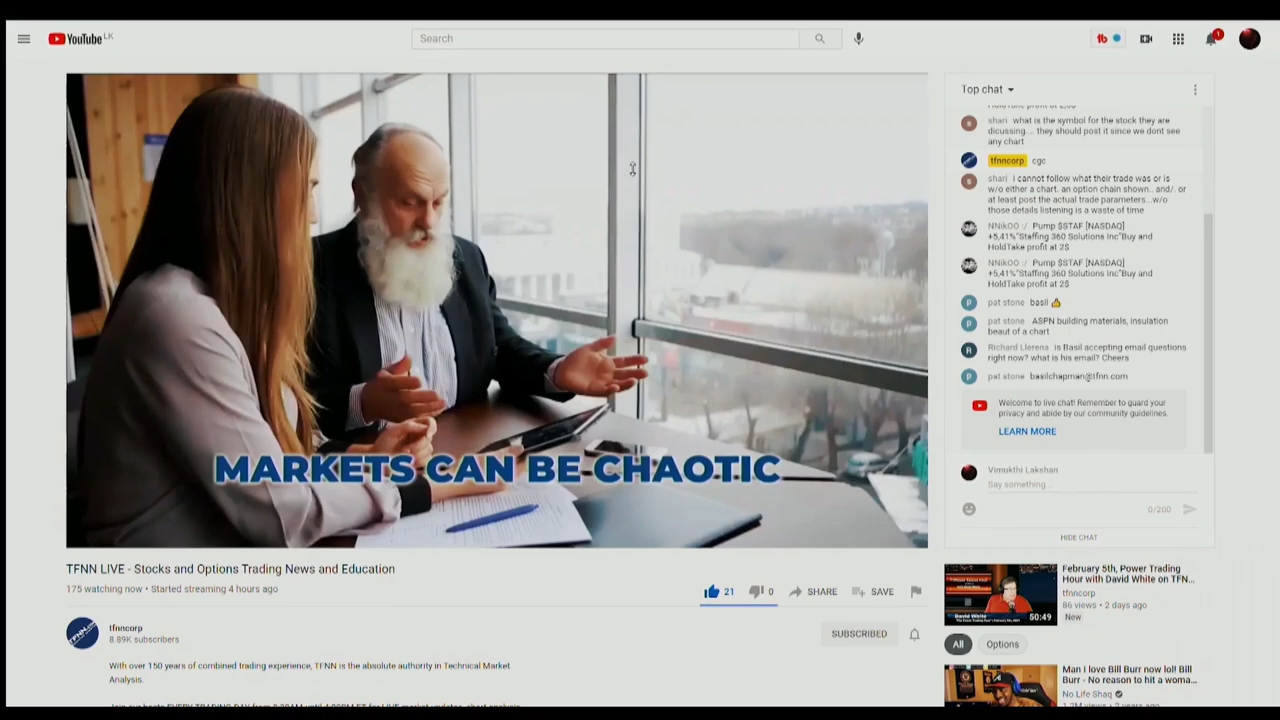 YouTube LK
Search
1
MARKETS CAN BE CHAOTIC
TFNN LIVE - Stocks and Options Trading News and Education
175 watching now • Started streaming 4 hours ago
21
0
SHARE
SAVE
tfnncorp
8.89K subscribers
SUBSCRIBED
With over 150 years of combined trading experience, TFNN is the absolute authority in Technical Market
Analysis.
Top chat
shari what is the symbol for the stock they are
dicussing.... they should post it since we dont see
any chart
tfnncorp cgc
shari I cannot follow what their trade was or is
w/o either a chart. an option chain shown.. and/. or
at least post the actual trade parameters...w/o
those details listening is a waste of time
NNikOO :/ Pump $STAF [NASDAQ]
+5,41%"Staffing 360 Solutions Inc"Buy and
HoldTake profit at 2$
NNikOO :/ Pump $STAF [NASDAQ]
+5,41%"Staffing 360 Solutions Inc"Buy and
HoldTake profit at 2$
pat stone basil 👍
pat stone ASPN building materials, insulation
beaut of a chart
Richard Llerena is Basil accepting email questions
right now? what is his email? Cheers
pat stone basilchapman@tfnn.com
Welcome to live chat! Remember to guard your
privacy and abide by our community guidelines.
LEARN MORE
Vimukthi Lakshan
Say something...
0/200
HIDE CHAT
February 5th, Power Trading
Hour with David White on TFN...
tfnncorp
86 views • 2 days ago
New
David White
50:49
All
Options
Man I love Bill Burr now lol! Bill
Burr - No reason to hit a woma...
No Life Shaq